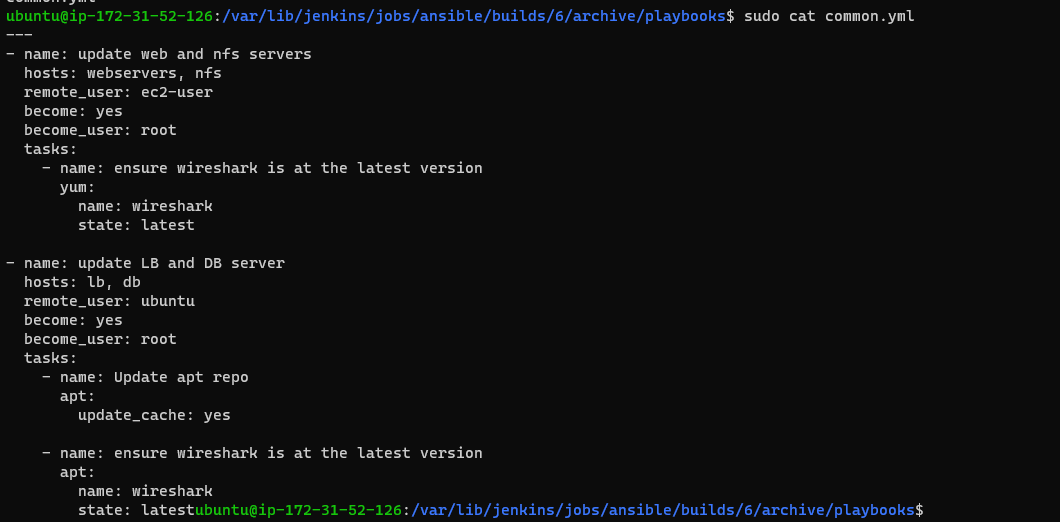 common.yml
ubuntu@ip-172-31-52-126:/var/lib/jenkins/jobs/ansible/builds/6/archive/playbooks$ sudo cat common.yml
---
- name: update web and nfs servers
  hosts: webservers, nfs
  remote_user: ec2-user
  become: yes
  become_user: root
  tasks:
    - name: ensure wireshark is at the latest version
      yum:
        name: wireshark
        state: latest

- name: update LB and DB server
  hosts: lb, db
  remote_user: ubuntu
  become: yes
  become_user: root
  tasks:
    - name: Update apt repo
      apt:
        update_cache: yes

    - name: ensure wireshark is at the latest version
      apt:
        name: wireshark
        state: latestubuntu@ip-172-31-52-126:/var/lib/jenkins/jobs/ansible/builds/6/archive/playbooks$